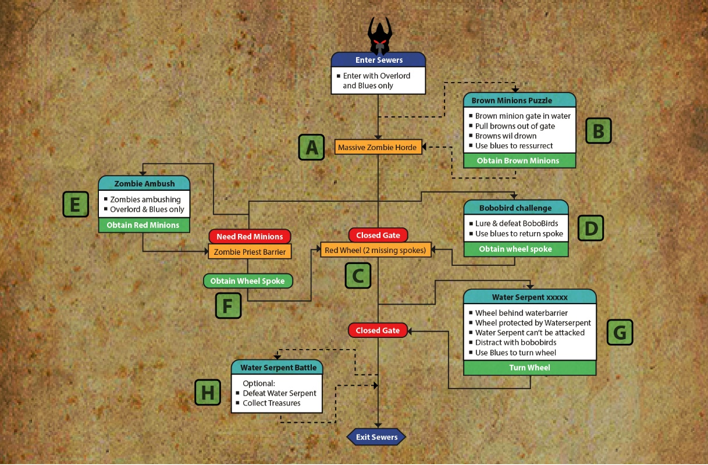 Enter Sewers
▪ Enter with Overlord
and Blues only
Brown Minions Puzzle
▪ Brown minion gate in water
▪ Pull browns out of gate
▪ Browns wil drown
▪ Use blues to ressurrect
Obtain Brown Minions
B
A
Massive Zombie Horde
E
Zombie Ambush
▪ Zombies ambushing
▪ Overlord & Blues only
Obtain Red Minions
Bobobird challenge
▪ Lure & defeat BoboBirds
▪ Use blues to return spoke
Obtain wheel spoke
D
Need Red Minions
Zombie Priest Barrier
Obtain Wheel Spoke
F
Closed Gate
Red Wheel (2 missing spokes)
C
Water Serpent xxxxx
▪ Wheel behind waterbarrier
▪ Wheel protected by Waterserpent
▪ Water Serpent can't be attacked
▪ Distract with bobobirds
▪ Use Blues to turn wheel
Turn Wheel
G
Closed Gate
H
Water Serpent Battle
Optional:
▪ Defeat Water Serpent
▪ Collect Treasures
Exit Sewers